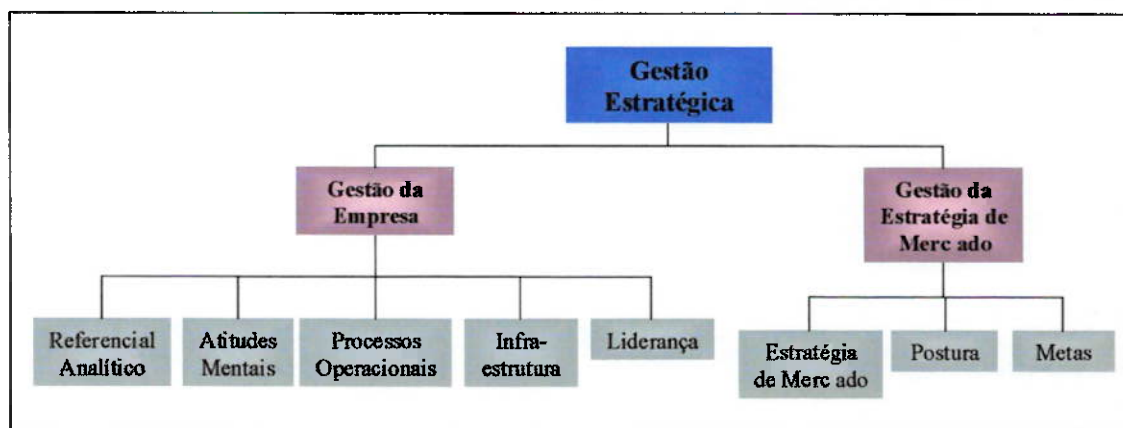 Gestão
Estratégica
Gestão da
Empresa
Gestão da
Estratégia de
Merc ado
Referencial
Analítico
Atitudes
Mentais
Processos
Operacionais
Infra-
estrutura
Liderança
Estratégia
de Merc ado
Postura
Metas